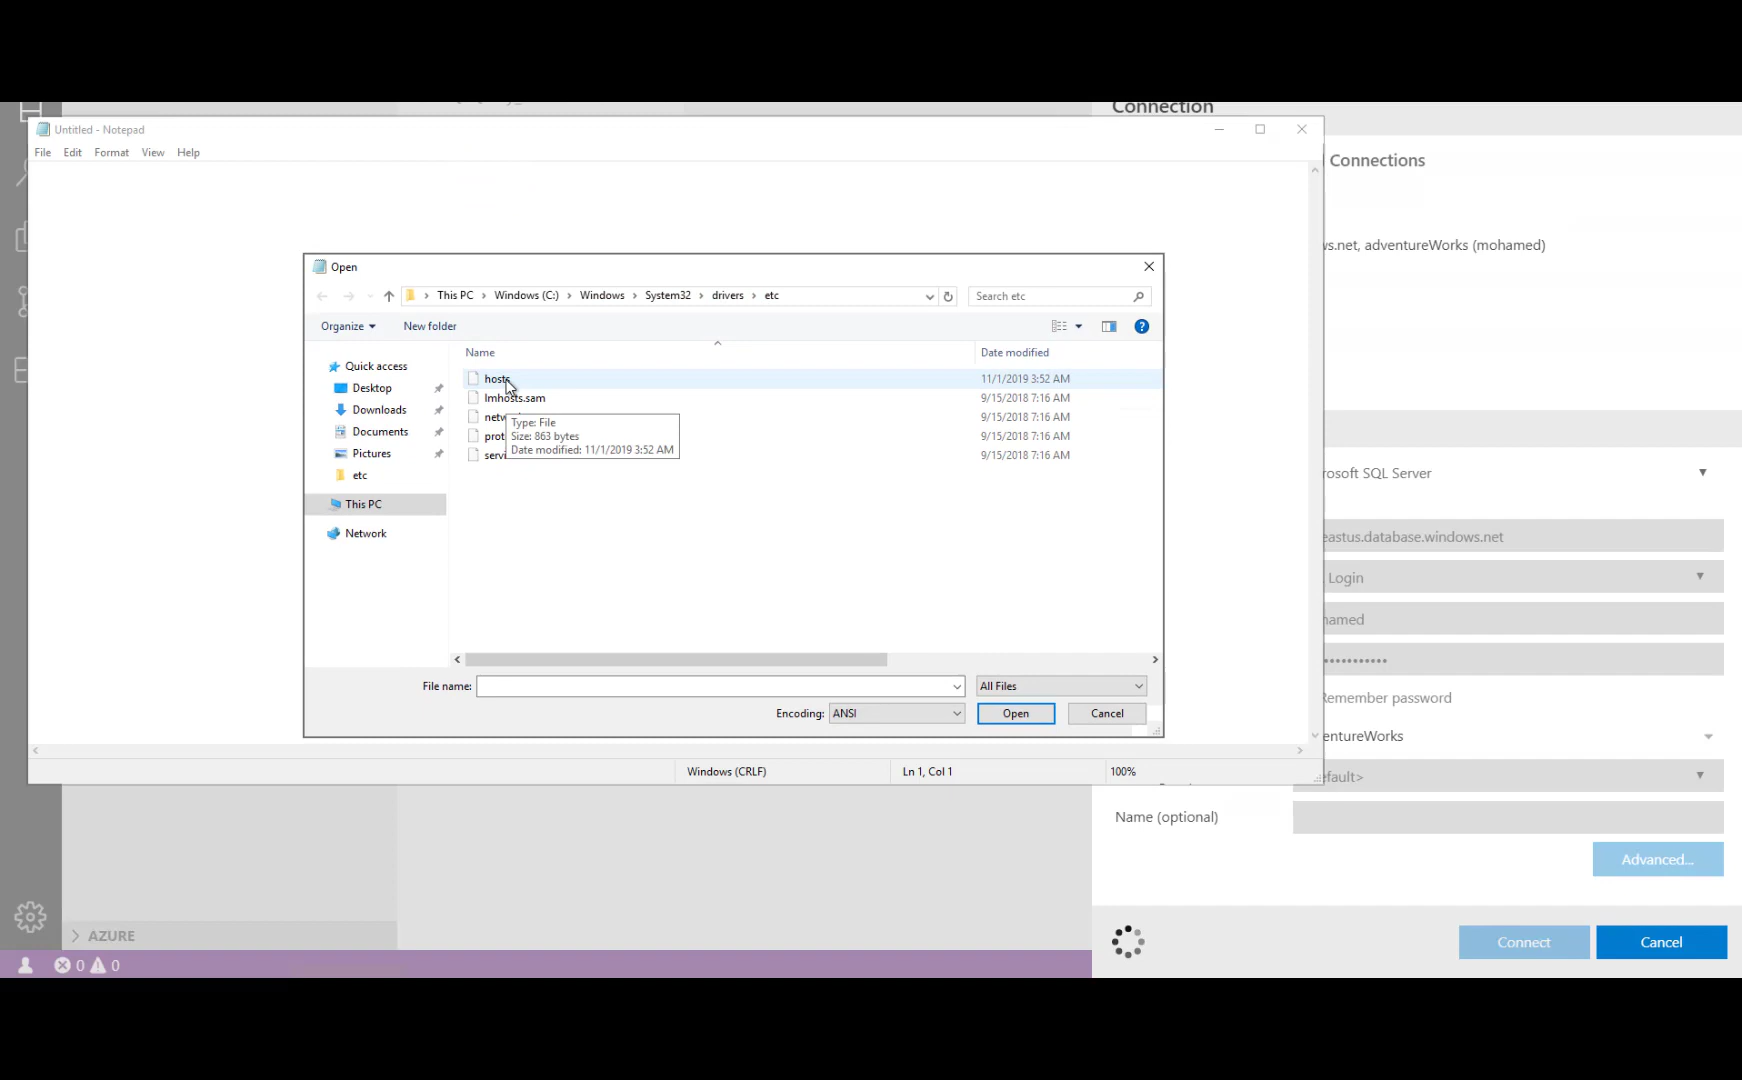 Connection
Untitled - Notepad
File Edit Format View Help
Connections
ws.net, adventureWorks (mohamed)
Open
This PC > Windows (C:) > Windows > System32 > drivers > etc
Search etc
Organize New folder
Name Date modified
Quick access
Desktop
Downloads
Documents
Pictures
etc
This PC
Network
hosts 11/1/2019 3:52 AM
lmhosts.sam 9/15/2018 7:16 AM
netw 9/15/2018 7:16 AM
prot 9/15/2018 7:16 AM
servi 9/15/2018 7:16 AM
Type: File
Size: 863 bytes
Date modified: 11/1/2019 3:52 AM
rosoft SQL Server
eastus.database.windows.net
Login
named
Remember password
entureWorks
efault>
File name: All Files
Encoding: ANSI Open Cancel
Windows (CRLF) Ln 1, Col 1 100%
Name (optional)
Advanced...
AZURE
Connect Cancel
0 0